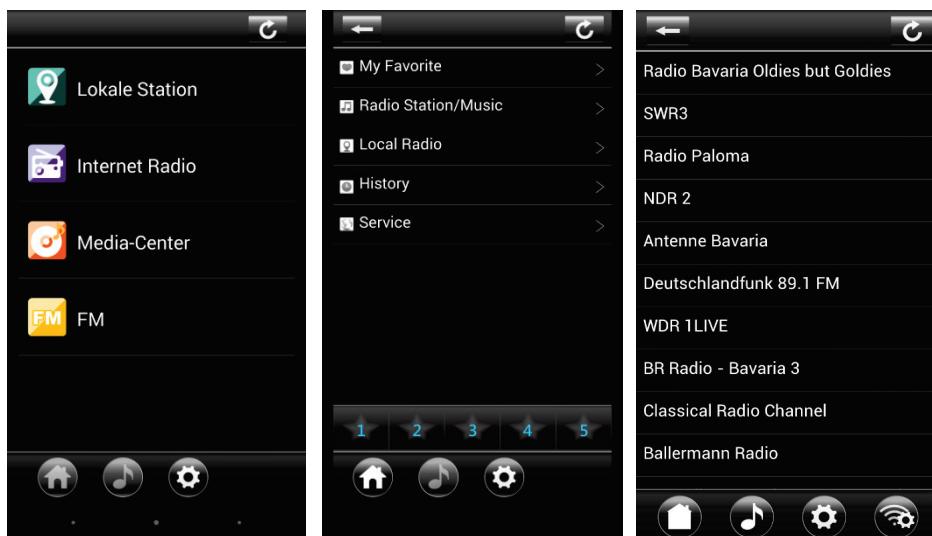 Lokale Station
Internet Radio
Media-Center
FM FM
My Favorite
Radio Station/Music
Local Radio
History
Service
1 2 3 4 5
Radio Bavaria Oldies but Goldies
SWR3
Radio Paloma
NDR 2
Antenne Bavaria
Deutschlandfunk 89.1 FM
WDR 1LIVE
BR Radio - Bavaria 3
Classical Radio Channel
Ballermann Radio